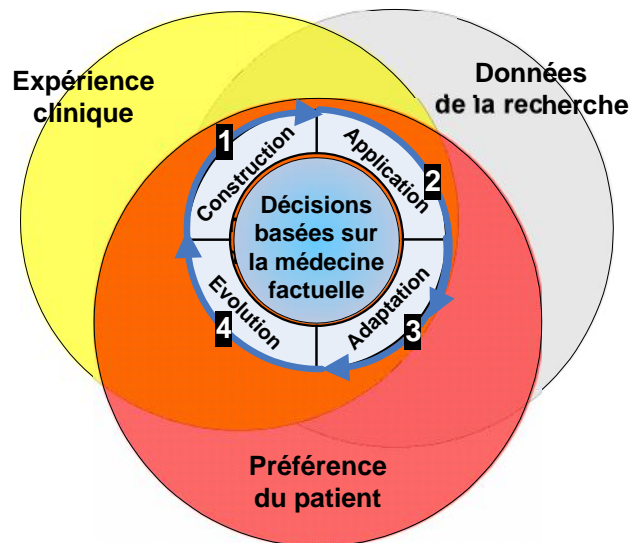 Expérience
clinique
Données
de la recherche
1
Construction
Application
2
Décisions
basées sur
la médecine
factuelle
Evolution
4
Adaptation
3
Préférence
du patient